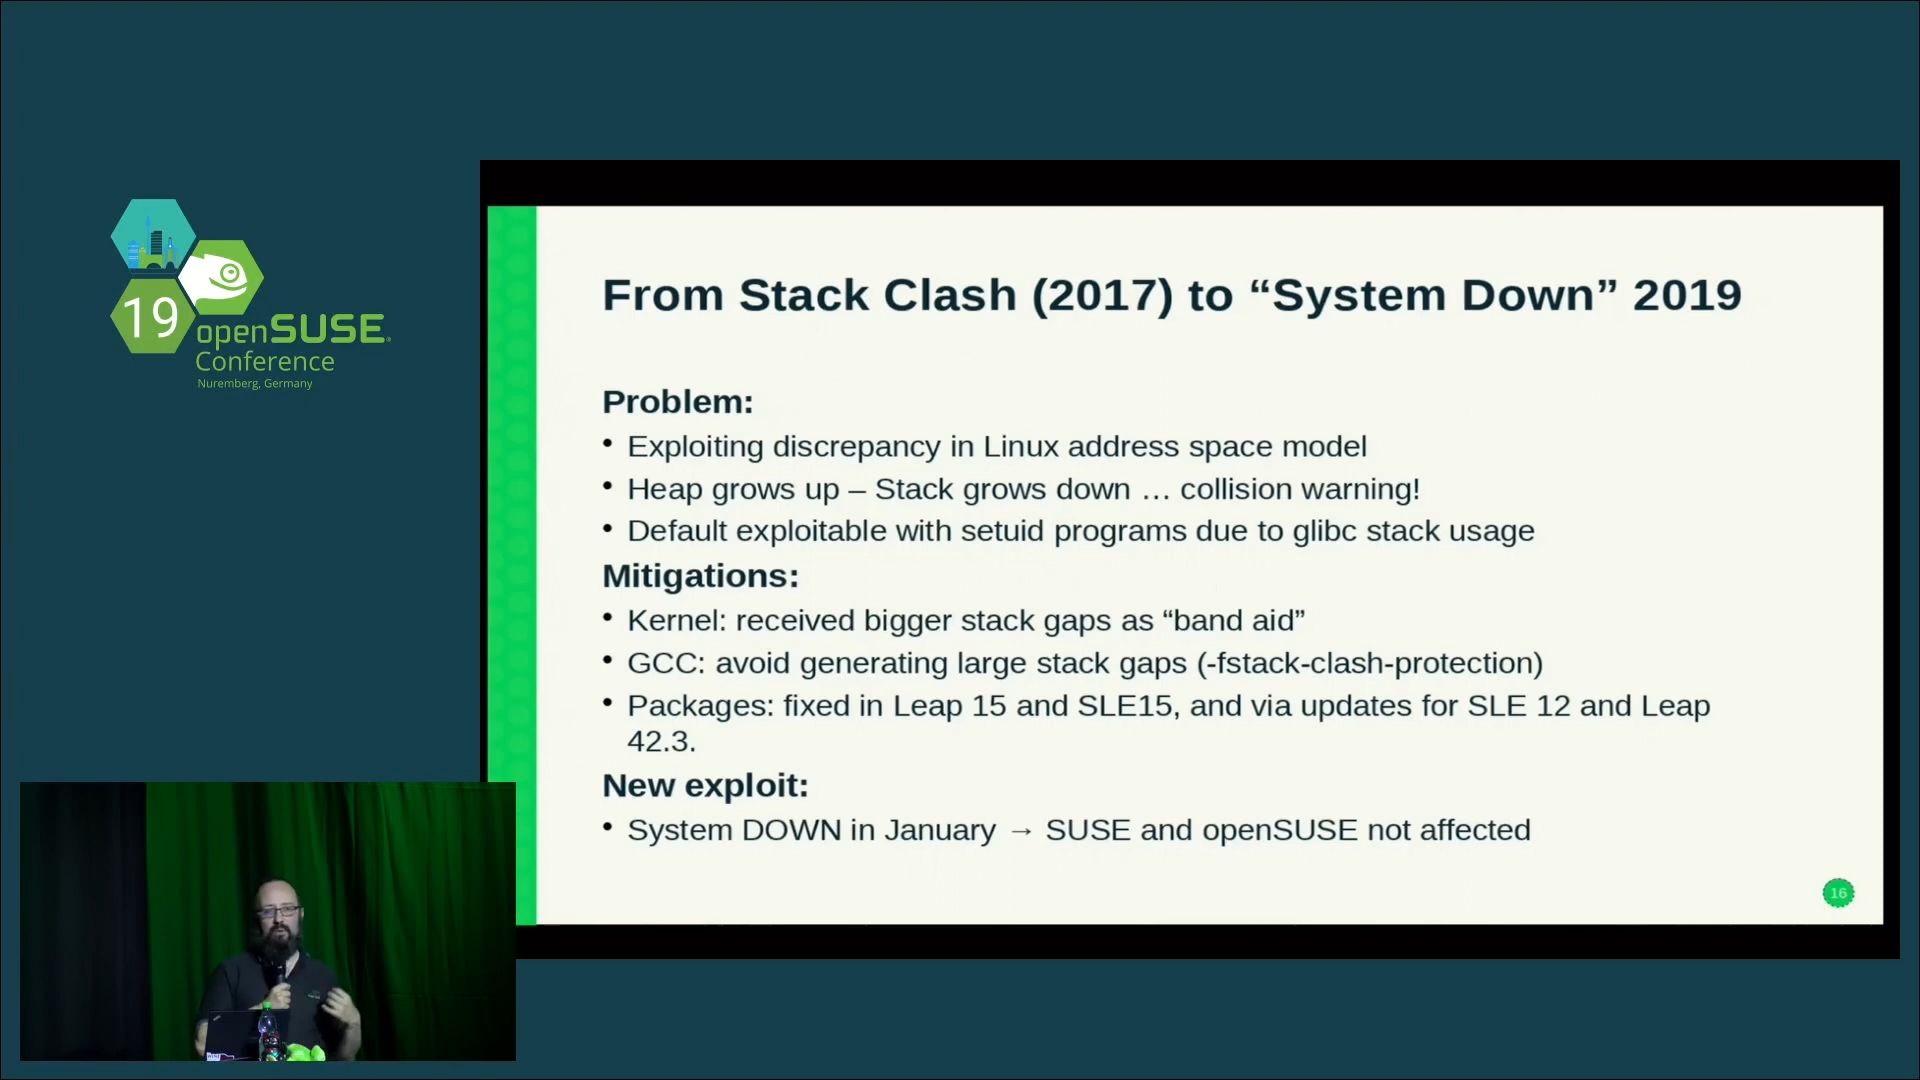 19
openSUSE
Conference
Nuremberg, Germany
From Stack Clash (2017) to “System Down” 2019
Problem:
• Exploiting discrepancy in Linux address space model
• Heap grows up – Stack grows down … collision warning!
• Default exploitable with setuid programs due to glibc stack usage
Mitigations:
• Kernel: received bigger stack gaps as “band aid”
• GCC: avoid generating large stack gaps (-fstack-clash-protection)
• Packages: fixed in Leap 15 and SLE15, and via updates for SLE 12 and Leap
42.3.
New exploit:
• System DOWN in January → SUSE and openSUSE not affected
16